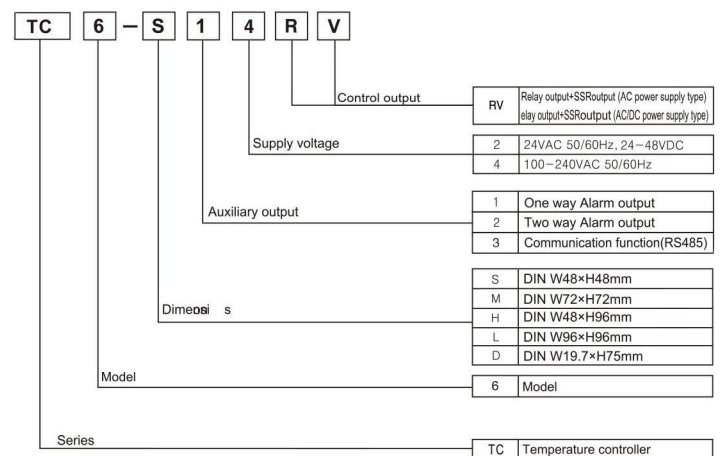 TC 6 - S 1 4 R V
Control output
RV Relay output+SSRoutput (AC power supply type)
elay output+SSRoutput (AC/DC power supply type)
Supply voltage
2 24VAC 50/60Hz, 24-48VDC
4 100-240VAC 50/60Hz
Auxiliary output
1 One way Alarm output
2 Two way Alarm output
3 Communication function(RS485)
S DIN W48×H48mm
M DIN W72×H72mm
H DIN W48×H96mm
L DIN W96×H96mm
D DIN W19.7×H75mm
Model
6 Model
Series
TC Temperature controller